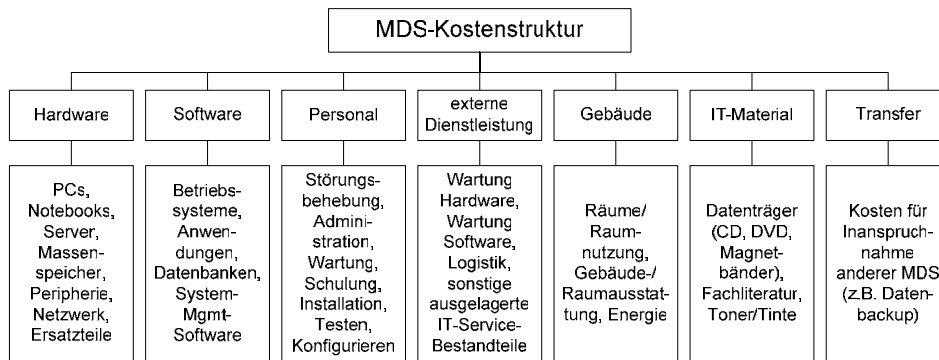 MDS-Kostenstruktur
Hardware
Software
Personal
externe
Dienstleistung
Gebäude
IT-Material
Transfer
PCs,
Notebooks,
Server,
Massen-
speicher,
Peripherie,
Netzwerk,
Ersatzteile
Betriebs-
systeme,
Anwen-
dungen,
Datenbanken,
System-
Mgmt-
Software
Störungs-
behebung,
Admini-
stration,
Wartung,
Schulung,
Installation,
Testen,
Konfigurieren
Wartung
Hardware,
Wartung
Software,
Logistik,
sonstige
ausgelagerte
IT-Service-
Bestandteile
Räume/
Raum-
nutzung,
Gebäude-/
Raumausstat-
tung, Energie
Datenträger
(CD, DVD,
Magnet-
bänder),
Fachliteratur,
Toner/Tinte
Kosten für
Inanspruch-
nahme
anderer MDS
(z.B. Daten-
backup)